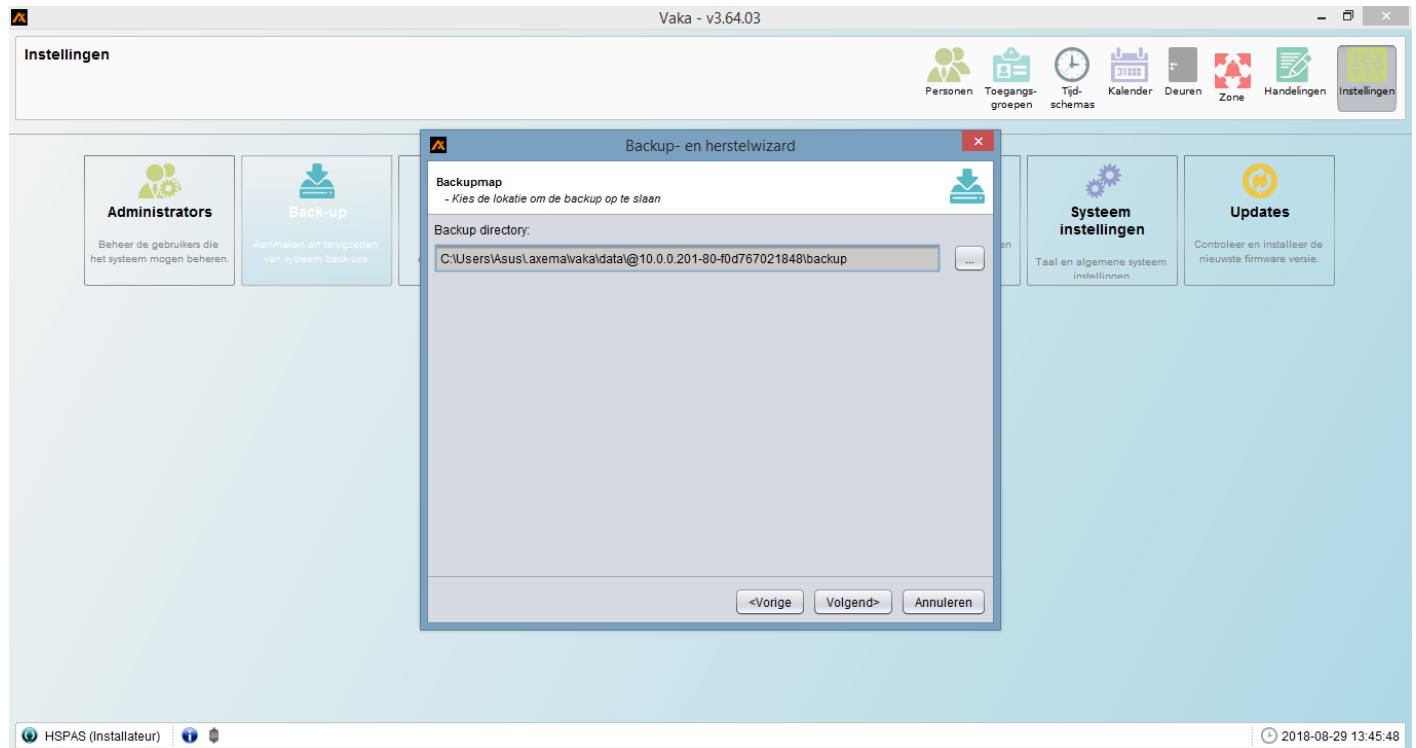 Vaka - v3.64.03
Instellingen
Personen
Toegangs-
groepen
Tijd-
schemas
Kalender
Deuren
Zone
Handelingen
Instellingen
Administrators
Beheer de gebruikers die
het systeem mogen beheren.
Back-up
Aanmaken en terugzetten
van systeem back-ups
Backup- en herstelwizard
Backupmap
- Kies de lokatie om de backup op te slaan
Backup directory:
C:\Users\Asus\.axema\vaka\data\@10.0.0.201-80-f0d767021848\backup
...
<Vorige
Volgend>
Annuleren
en
Systeem
instellingen
Taal en algemene systeem
instellingen
Updates
Controleer en installeer de
nieuwste firmware versie.
HSPAS (Installateur)
2018-08-29 13:45:48